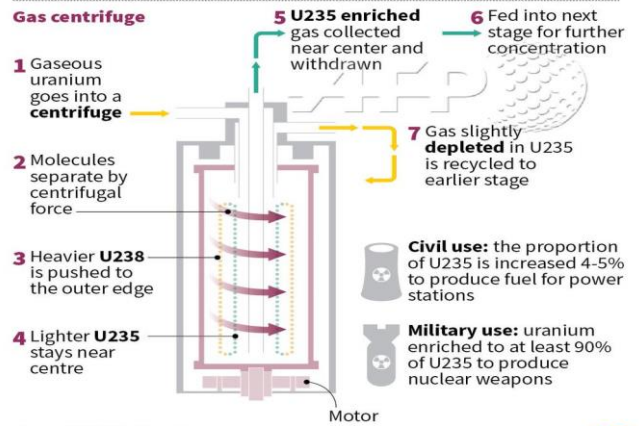 Gas centrifuge
1 Gaseous
uranium
goes into a
centrifuge
2 Molecules
separate by
centrifugal
force
3 Heavier U238
is pushed to
the outer edge
4 Lighter U235
stays near
centre
5 U235 enriched
gas collected
near center and
withdrawn
6 Fed into next
stage for further
concentration
AFP
7 Gas slightly
depleted in U235
is recycled to
earlier stage
Civil use: the proportion
of U235 is increased 4-5%
to produce fuel for power
stations
Military use: uranium
enriched to at least 90%
of U235 to produce
nuclear weapons
Motor